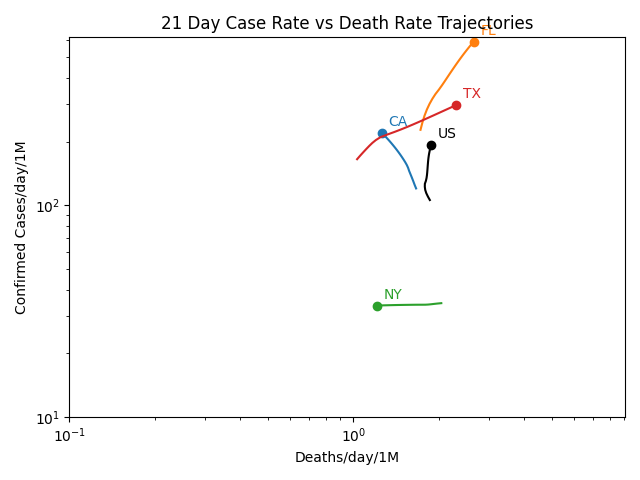 21 Day Case Rate vs Death Rate Trajectories
FL
TX
CA
US
NY
10²
10¹
10⁻¹
10⁰
Confirmed Cases/day/1M
Deaths/day/1M